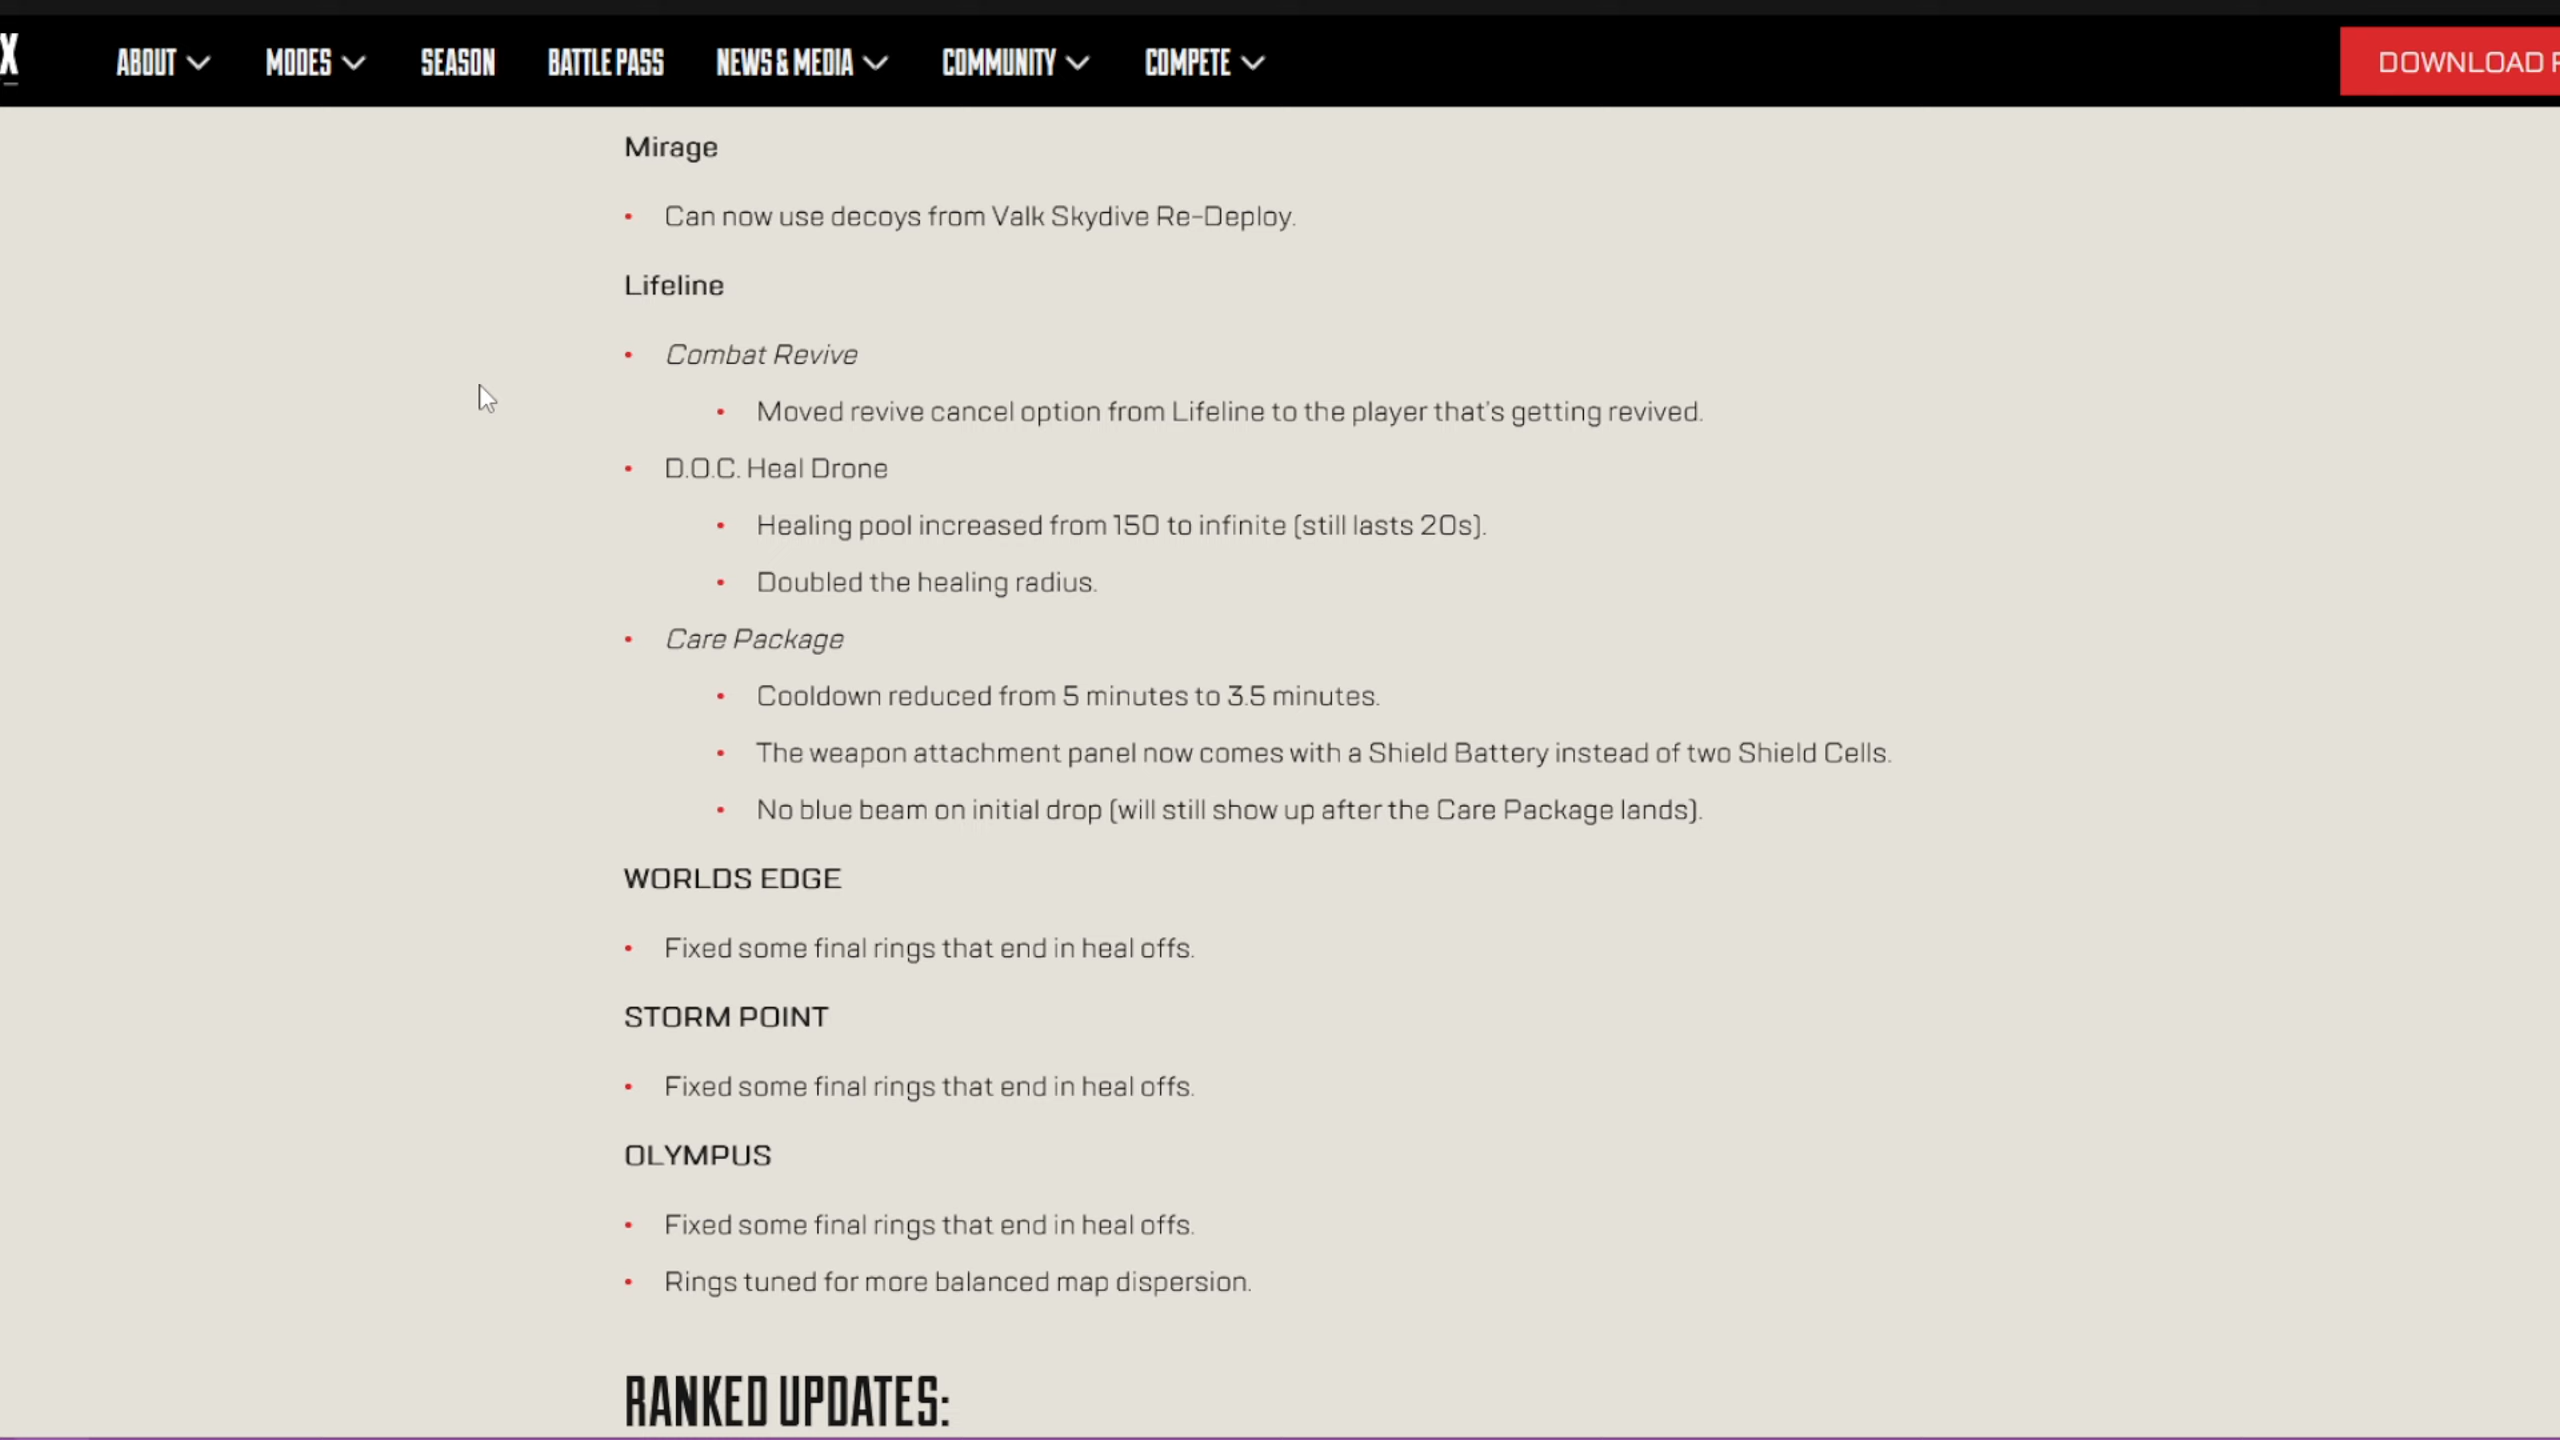 X ABOUT MODES SEASON BATTLE PASS NEWS & MEDIA COMMUNITY COMPETE DOWNLOAD F
Mirage
• Can now use decoys from Valk Skydive Re-Deploy.
Lifeline
• Combat Revive
• Moved revive cancel option from Lifeline to the player that's getting revived.
• D.O.C. Heal Drone
• Healing pool increased from 150 to infinite (still lasts 20s).
• Doubled the healing radius.
• Care Package
• Cooldown reduced from 5 minutes to 3.5 minutes.
• The weapon attachment panel now comes with a Shield Battery instead of two Shield Cells.
• No blue beam on initial drop (will still show up after the Care Package lands).
WORLDS EDGE
• Fixed some final rings that end in heal offs.
STORM POINT
• Fixed some final rings that end in heal offs.
OLYMPUS
• Fixed some final rings that end in heal offs.
• Rings tuned for more balanced map dispersion.
RANKED UPDATES: